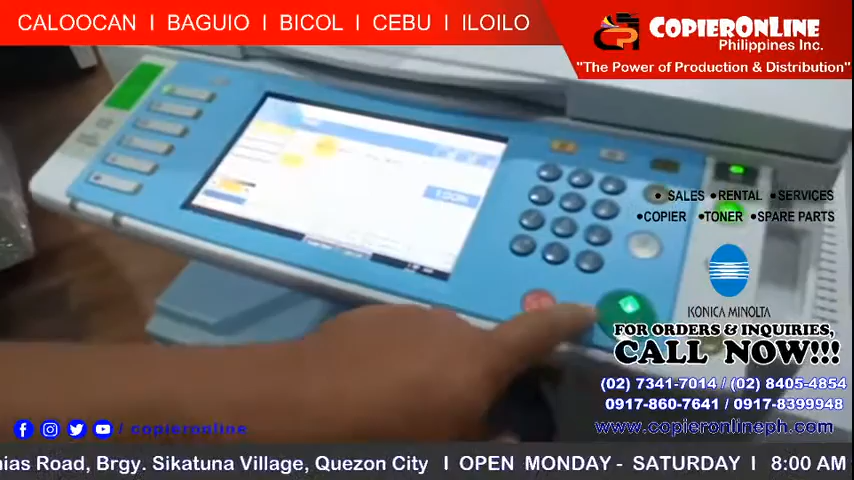 CALOOCAN I BAGUIO I BICOL I CEBU I ILOILO
COPIERONLINE
Philippines Inc.
"The Power of Production & Distribution"
• SALES • RENTAL • SERVICES
•COPIER •TONER •SPARE PARTS
KONICA MINOLTA
FOR ORDERS & INQUIRIES,
CALL NOW!!!
(02) 7341-7014 / (02) 8405-4854
0917-860-7641 / 0917-8399948
www.copieronlineph.com
/ copieronline
ias Road, Brgy. Sikatuna Village, Quezon City I OPEN MONDAY - SATURDAY I 8:00 AM